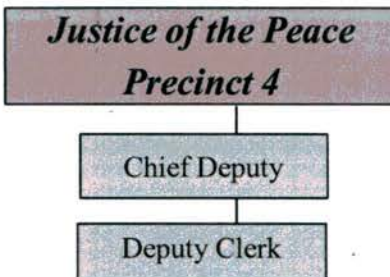 Justice of the Peace
Precinct 4
Chief Deputy
Deputy Clerk